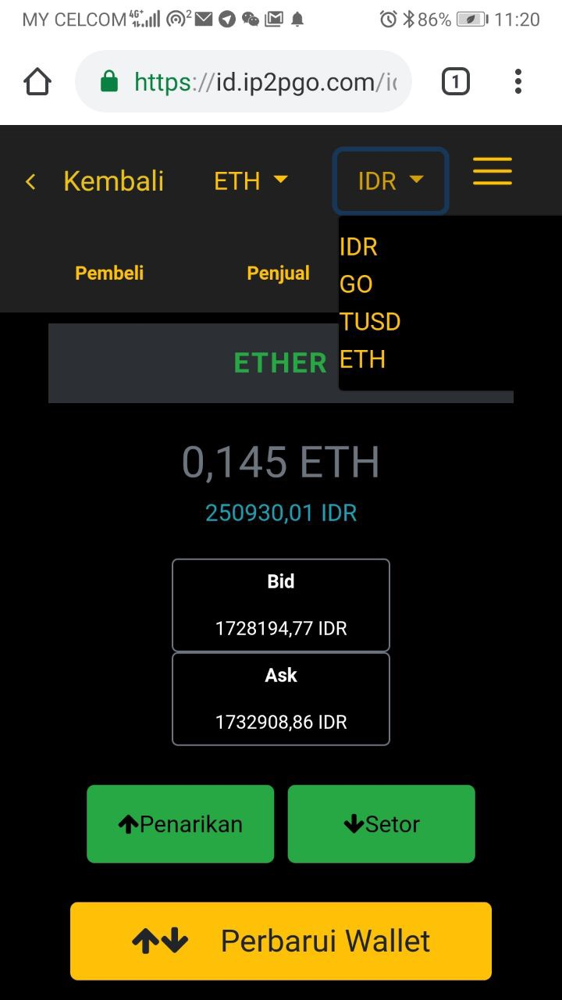 MY CELCOM 4G+ 2 86% 11:20
https://id.ip2pgo.com/i
1
Kembali ETH IDR
IDR
GO
TUSD
ETH
Pembeli Penjual
ETHER
0,145 ETH
250930,01 IDR
Bid
1728194,77 IDR
Ask
1732908,86 IDR
Penarikan Setor
Perbarui Wallet